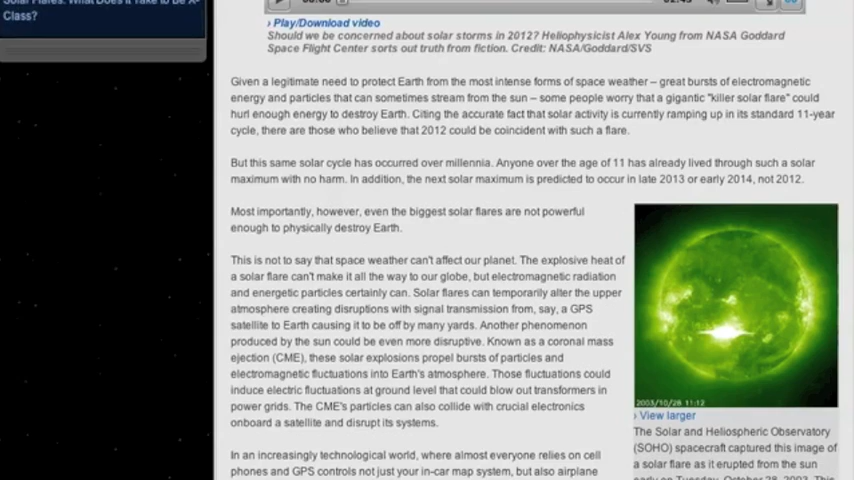 Solar Flares: What Does It Take to Be X-
Class?
› Play/Download video
Should we be concerned about solar storms in 2012? Heliophysicist Alex Young from NASA Goddard
Space Flight Center sorts out truth from fiction. Credit: NASA/Goddard/SVS
Given a legitimate need to protect Earth from the most intense forms of space weather – great bursts of electromagnetic
energy and particles that can sometimes stream from the sun – some people worry that a gigantic "killer solar flare" could
hurl enough energy to destroy Earth. Citing the accurate fact that solar activity is currently ramping up in its standard 11-year
cycle, there are those who believe that 2012 could be coincident with such a flare.
But this same solar cycle has occurred over millennia. Anyone over the age of 11 has already lived through such a solar
maximum with no harm. In addition, the next solar maximum is predicted to occur in late 2013 or early 2014, not 2012.
Most importantly, however, even the biggest solar flares are not powerful
enough to physically destroy Earth.
This is not to say that space weather can't affect our planet. The explosive heat of
a solar flare can't make it all the way to our globe, but electromagnetic radiation
and energetic particles certainly can. Solar flares can temporarily alter the upper
atmosphere creating disruptions with signal transmission from, say, a GPS
satellite to Earth causing it to be off by many yards. Another phenomenon
produced by the sun could be even more disruptive. Known as a coronal mass
ejection (CME), these solar explosions propel bursts of particles and
electromagnetic fluctuations into Earth's atmosphere. Those fluctuations could
induce electric fluctuations at ground level that could blow out transformers in
power grids. The CME's particles can also collide with crucial electronics
onboard a satellite and disrupt its systems.
In an increasingly technological world, where almost everyone relies on cell
phones and GPS controls not just your in-car map system, but also airplane
2003/10/28 11:12
› View larger
The Solar and Heliospheric Observatory
(SOHO) spacecraft captured this image of
a solar flare as it erupted from the sun
early on Tuesday, October 28, 2003. This